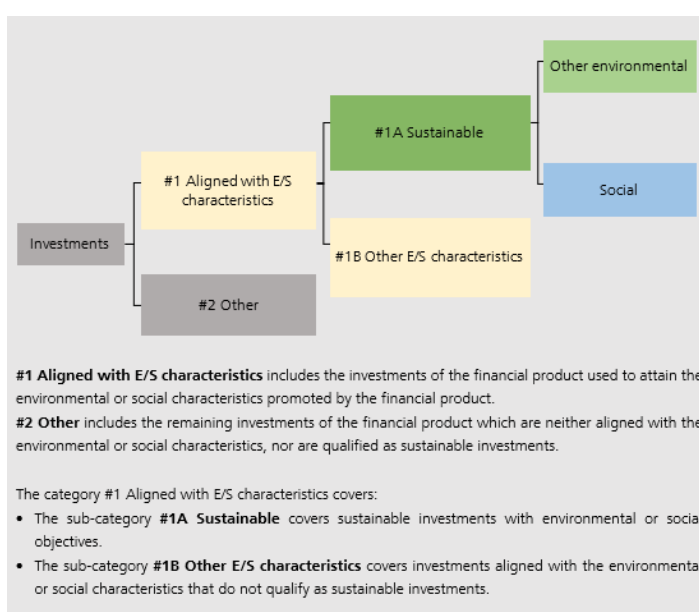 Other environmental
#1A Sustainable
#1 Aligned with E/S
characteristics
Social
Investments
#1B Other E/S characteristics
#2 Other
#1 Aligned with E/S characteristics includes the investments of the financial product used to attain the
environmental or social characteristics promoted by the financial product.
#2 Other includes the remaining investments of the financial product which are neither aligned with the
environmental or social characteristics, nor are qualified as sustainable investments.
The category #1 Aligned with E/S characteristics covers:
• The sub-category #1A Sustainable covers sustainable investments with environmental or socia
objectives.
• The sub-category #1B Other E/S characteristics covers investments aligned with the environmenta
or social characteristics that do not qualify as sustainable investments.